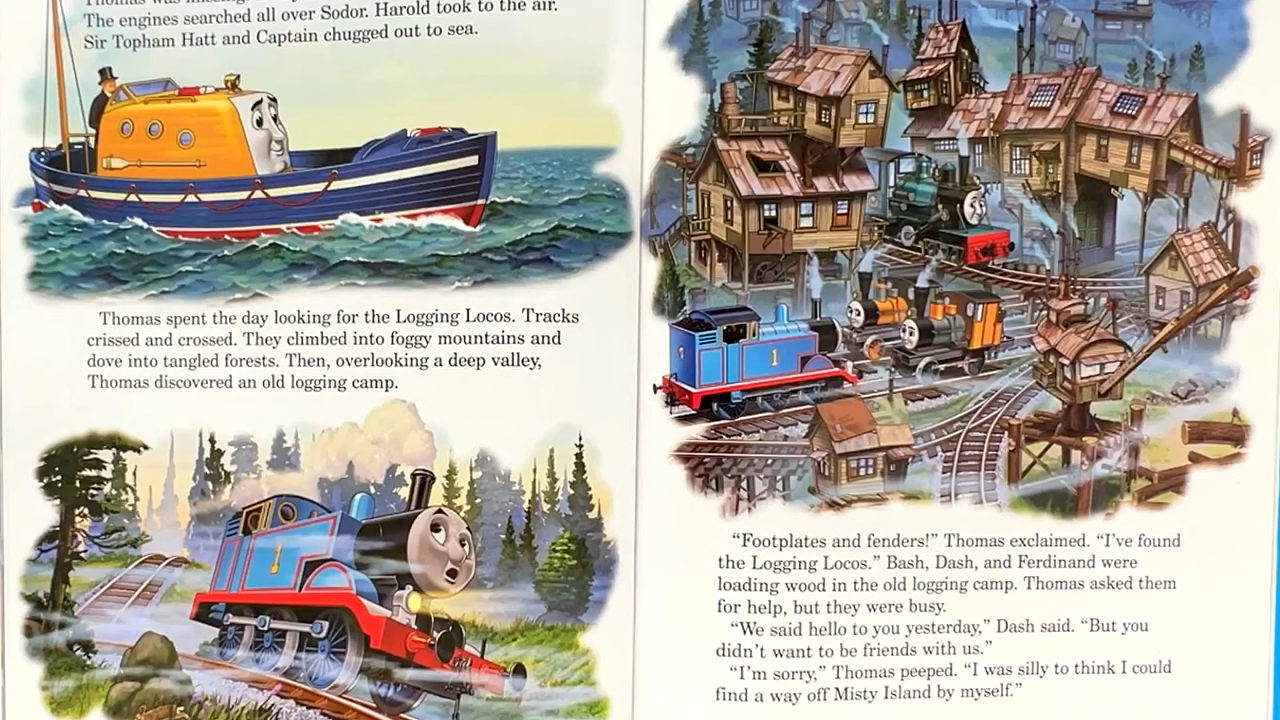 Thomas was missing.
The engines searched all over Sodor. Harold took to the air.
Sir Topham Hatt and Captain chugged out to sea.
Thomas spent the day looking for the Logging Locos. Tracks
crissed and crossed. They climbed into foggy mountains and
dove into tangled forests. Then, overlooking a deep valley,
Thomas discovered an old logging camp.
1
1
“Footplates and fenders!” Thomas exclaimed. “I’ve found
the Logging Locos.” Bash, Dash, and Ferdinand were
loading wood in the old logging camp. Thomas asked them
for help, but they were busy.
“We said hello to you yesterday,” Dash said. “But you
didn’t want to be friends with us.”
“I’m sorry,” Thomas peeped. “I was silly to think I could
find a way off Misty Island by myself.”